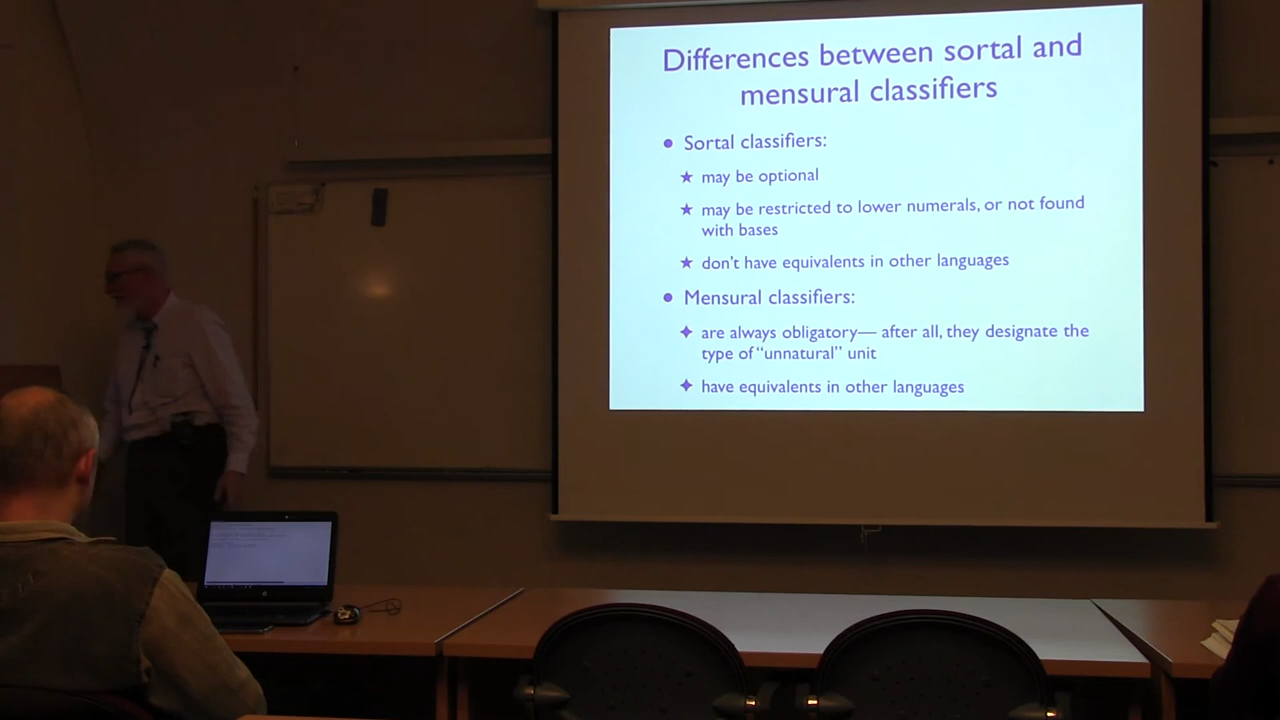 Differences between sortal and
mensural classifiers
• Sortal classifiers:
★ may be optional
★ may be restricted to lower numerals, or not found
with bases
★ don't have equivalents in other languages
• Mensural classifiers:
✦ are always obligatory— after all, they designate the
type of “unnatural” unit
✦ have equivalents in other languages